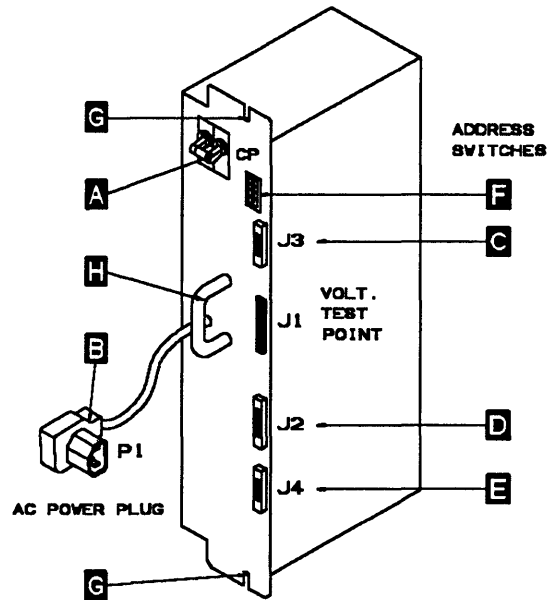 G
ADDRESS
SWITCHES
A
CP
F
J3
C
H
VOLT.
TEST
POINT
J1
B
J2
D
P1
J4
E
AC POWER PLUG
G